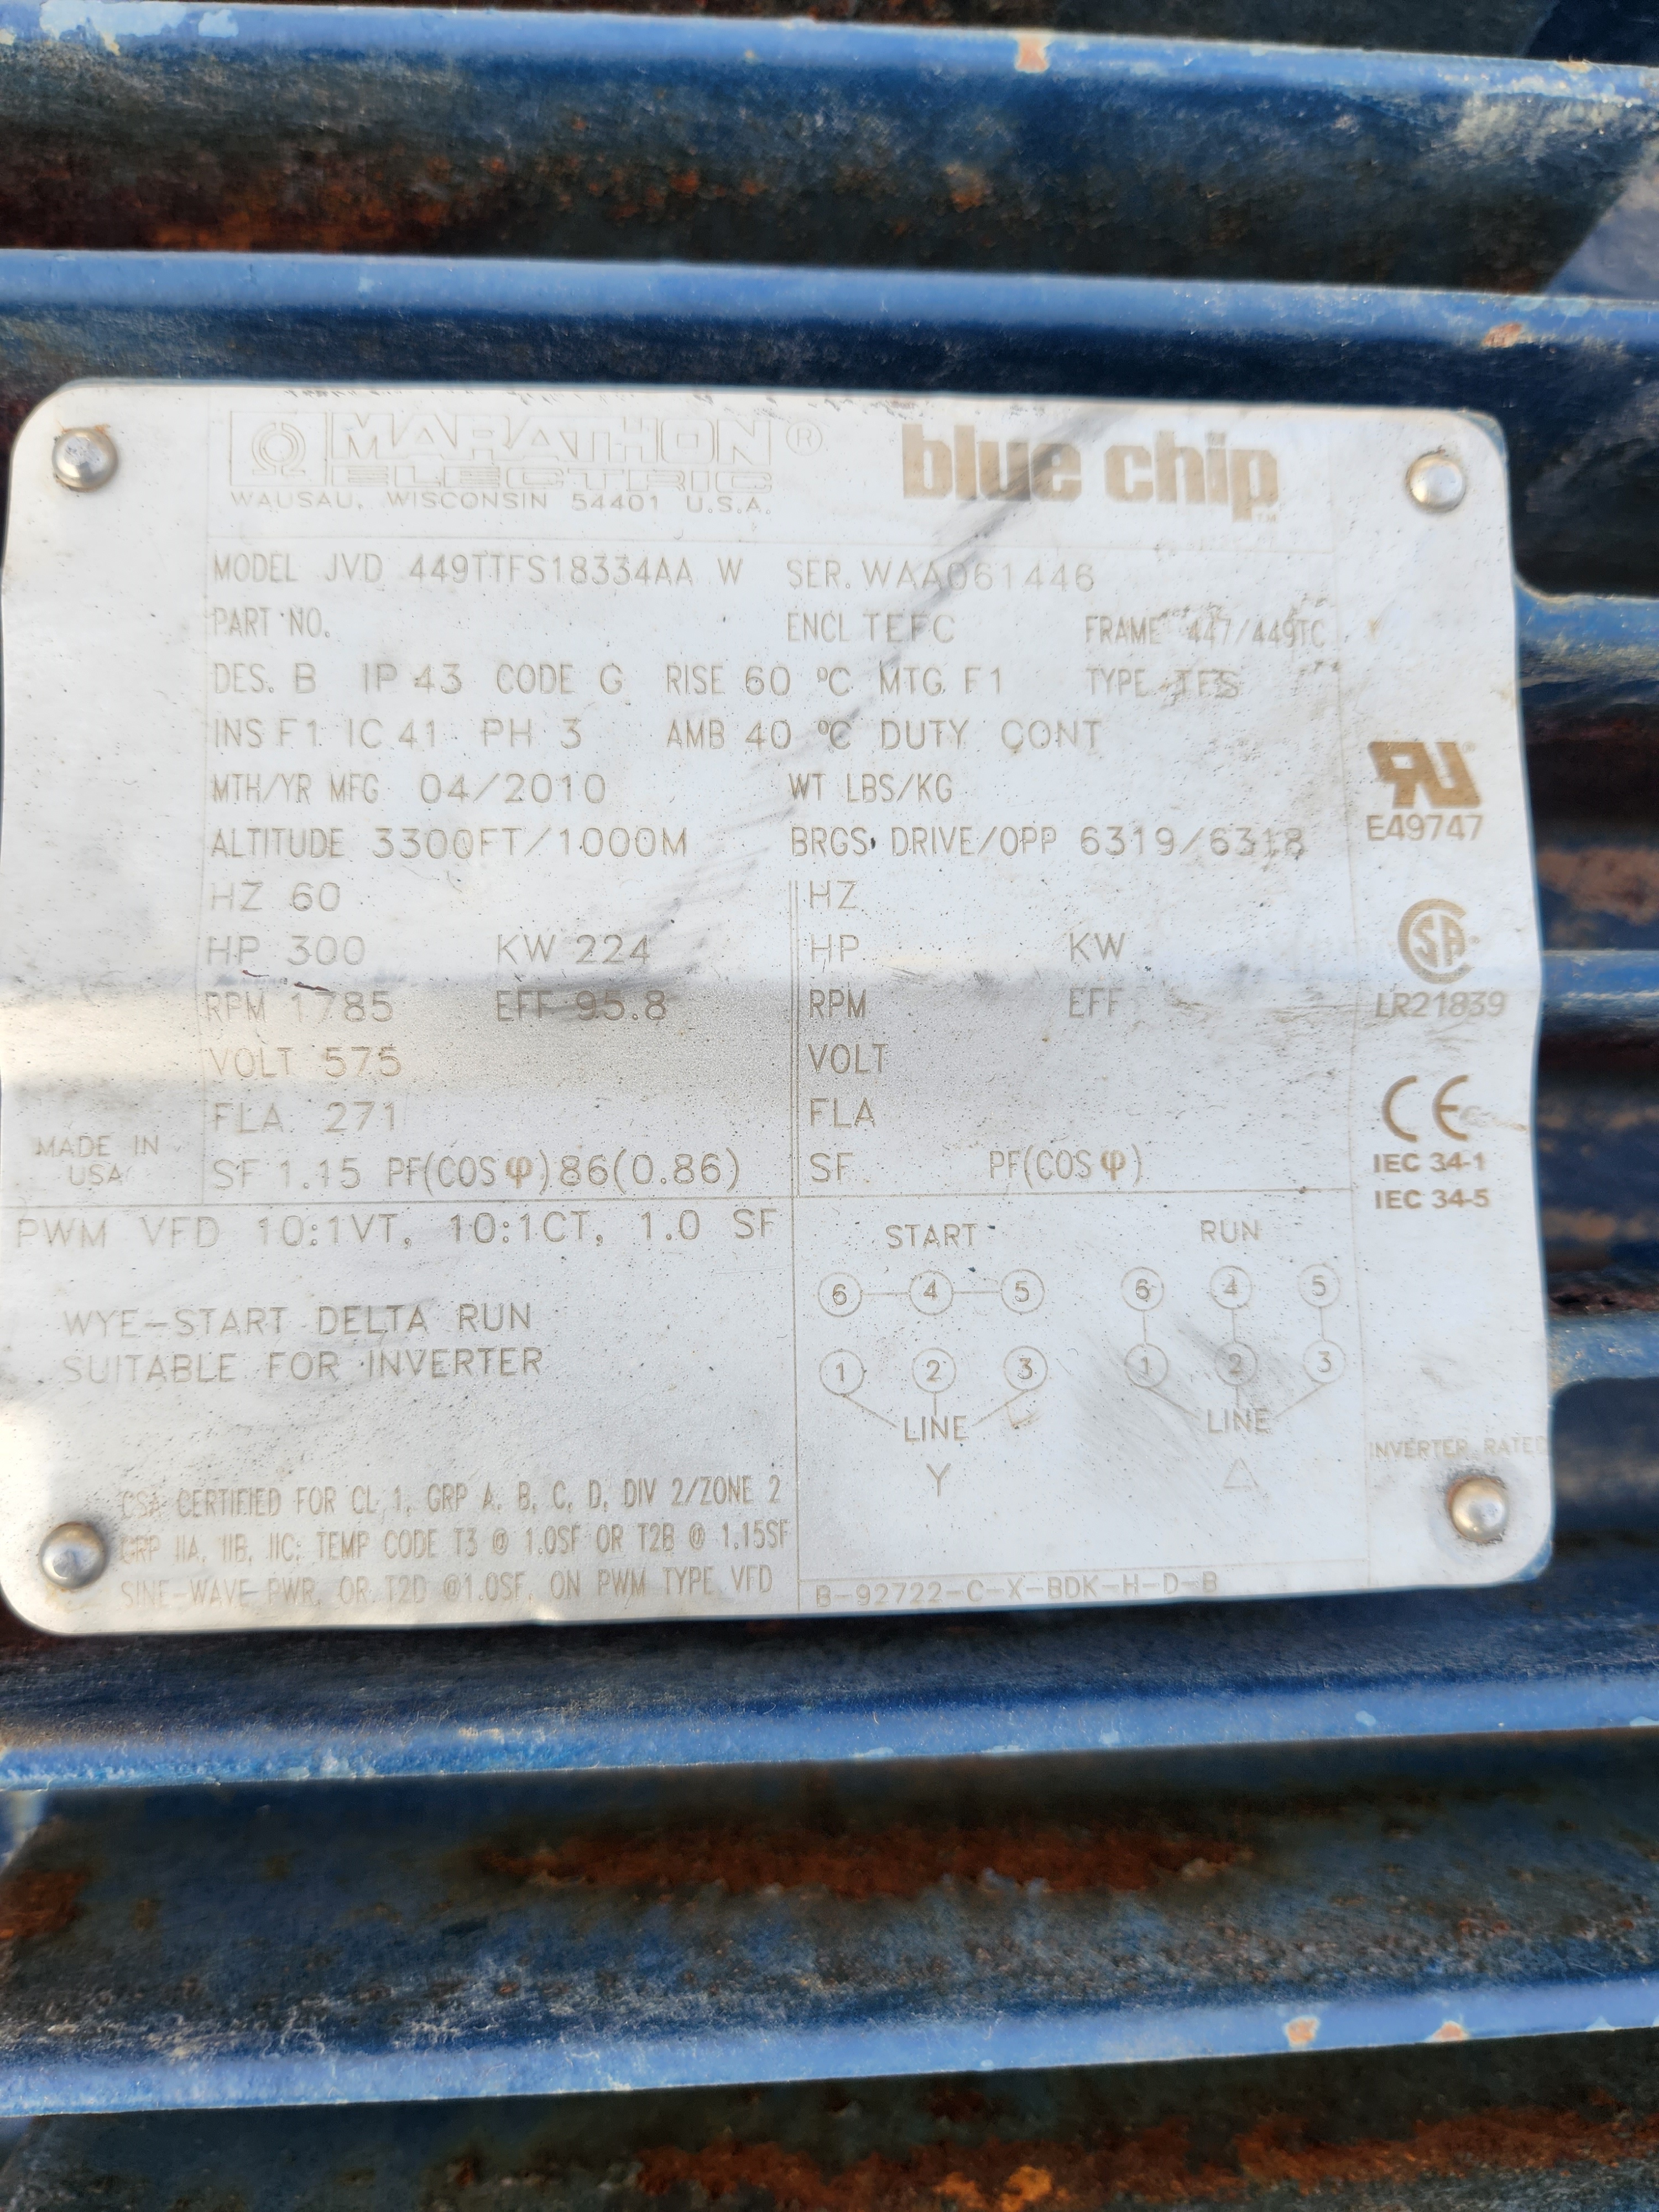 MARATHON® blue chip™
ELECTRIC
WAUSAU, WISCONSIN 54401 U.S.A.
MODEL JVD 449TTFS18334AA W SER. WAA061446
PART NO. ENCL TEFC FRAME 447/449TC
DES. B IP 43 CODE G RISE 60 °C MTG F1 TYPE TFS
INS F1 IC 41 PH 3 AMB 40 °C DUTY CONT
MTH/YR MFG 04/2010 WT LBS/KG
ALTITUDE 3300FT/1000M BRGS DRIVE/OPP 6319/6318
HZ 60 HZ
HP 300 KW 224 HP KW
RPM 1785 EFF 95.8 RPM EFF
VOLT 575 VOLT
FLA 271 FLA
SF 1.15 PF(COS φ) 86(0.86) SF PF(COS φ)
MADE IN
USA
RU®
E49747
CSA
LR21839
CE
IEC 34-1
IEC 34-5
PWM VFD 10:1VT, 10:1CT, 1.0 SF
WYE-START DELTA RUN
SUITABLE FOR INVERTER
START RUN
6 4 5 6 4 5
1 2 3 1 2 3
LINE LINE
Y △
INVERTER RATED
CSA CERTIFIED FOR CL 1, GRP A, B, C, D, DIV 2/ZONE 2
GRP IIA, IIB, IIC; TEMP CODE T3 @ 1.0SF OR T2B @ 1.15SF
SINE-WAVE PWR, OR T2D @1.0SF, ON PWM TYPE VFD
B-92722-C-X-BDK-H-D-B